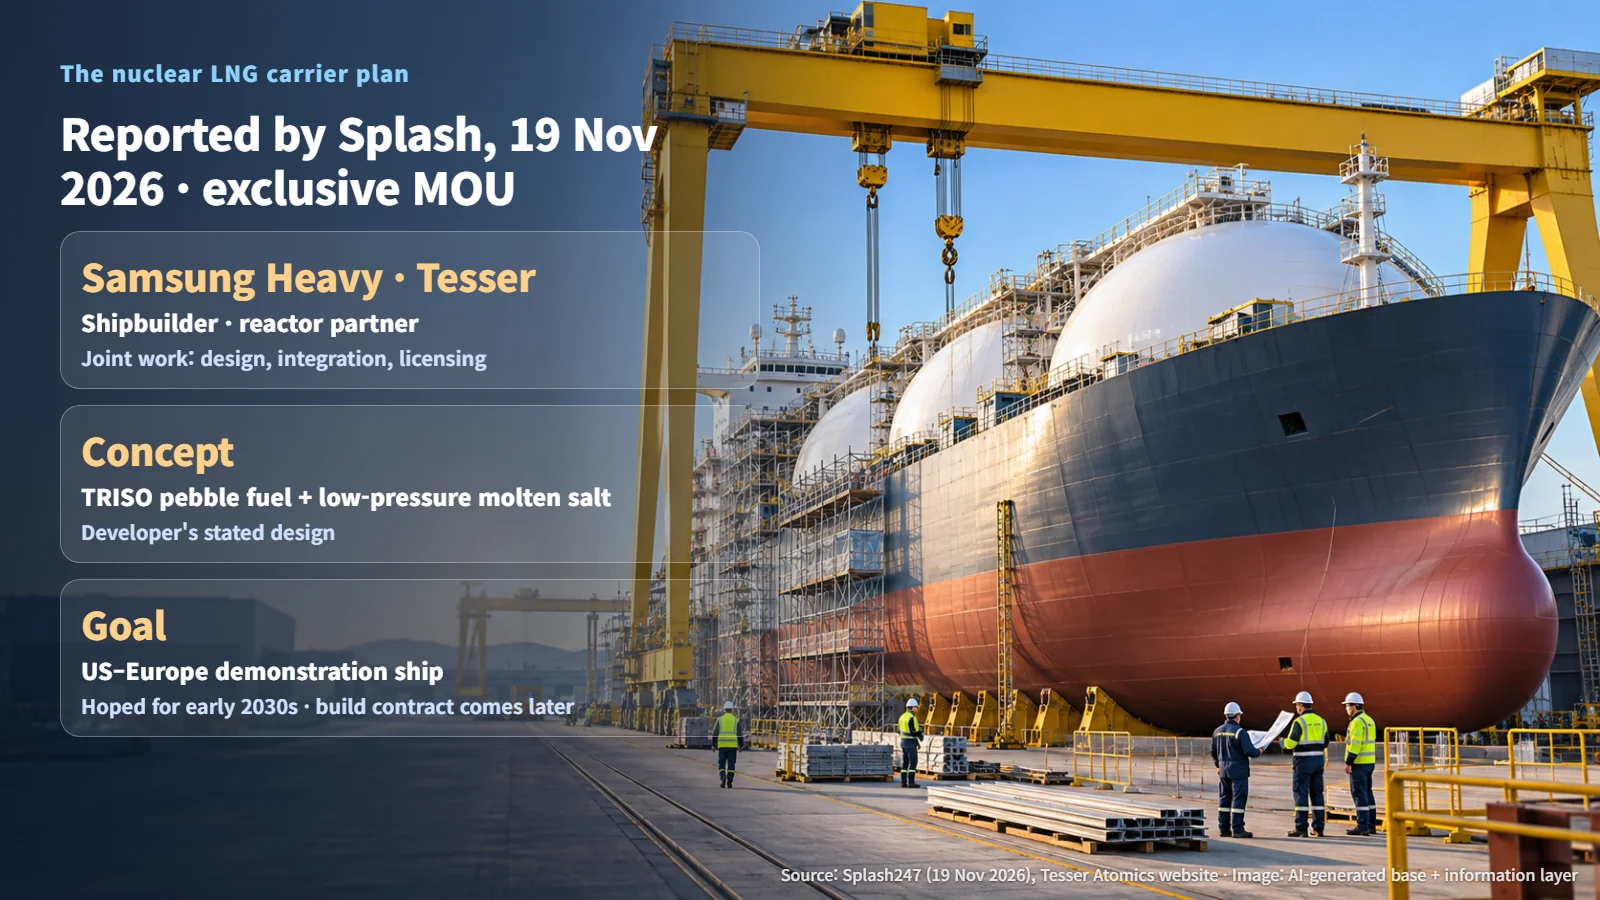 The nuclear LNG carrier plan
Reported by Splash, 19 Nov
2026 · exclusive MOU
Samsung Heavy · Tesser
Shipbuilder · reactor partner
Joint work: design, integration, licensing
Concept
TRISO pebble fuel + low-pressure molten salt
Developer's stated design
Goal
US–Europe demonstration ship
Hoped for early 2030s · build contract comes later
Source: Splash247 (19 Nov 2026), Tesser Atomics website · Image: AI-generated base + information layer